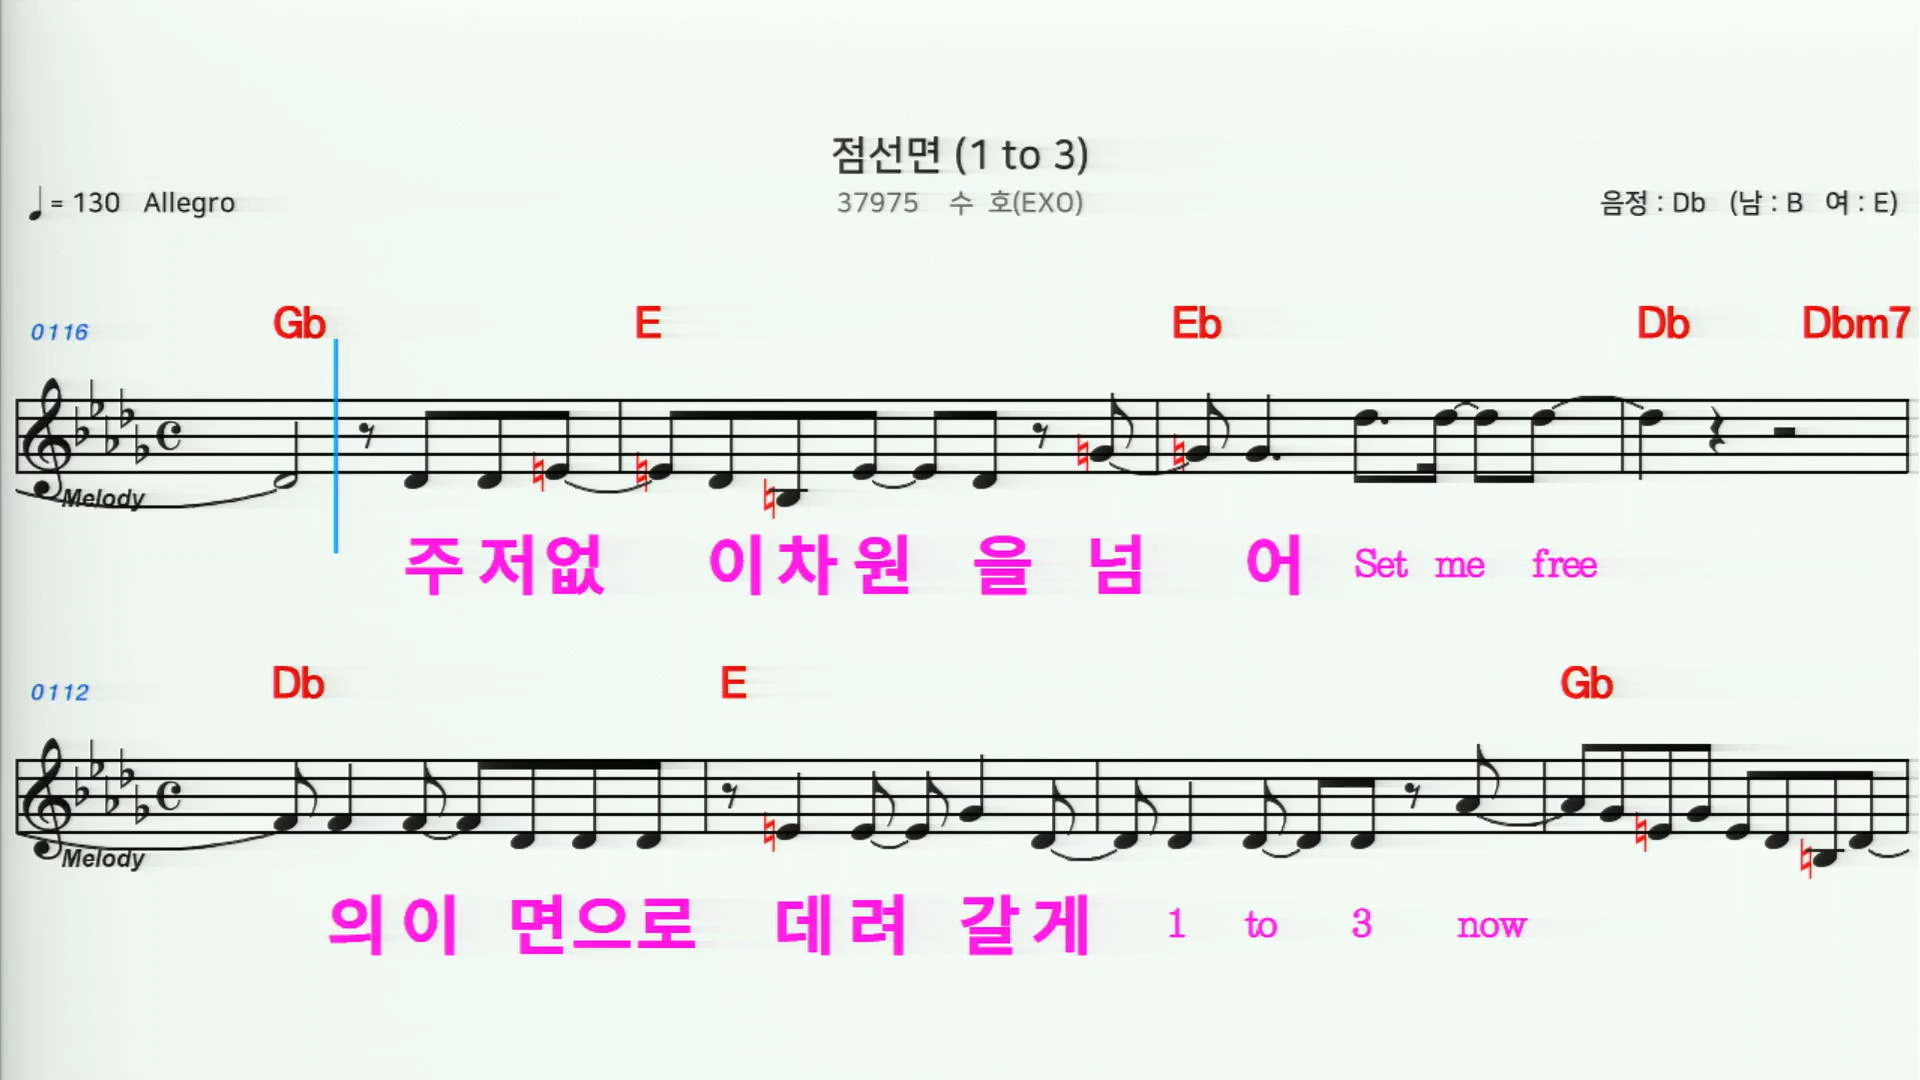 점선면 (1 to 3)
= 130 Allegro
37975 수 호(EXO)
음정 : Db (남 : B 여 : E)
0116
Gb E Eb Db Dbm7
Melody
주저없 이차원 을 넘 어 Set me free
0112
Db E Gb
Melody
의이 면으로 데려 갈게 1 to 3 now